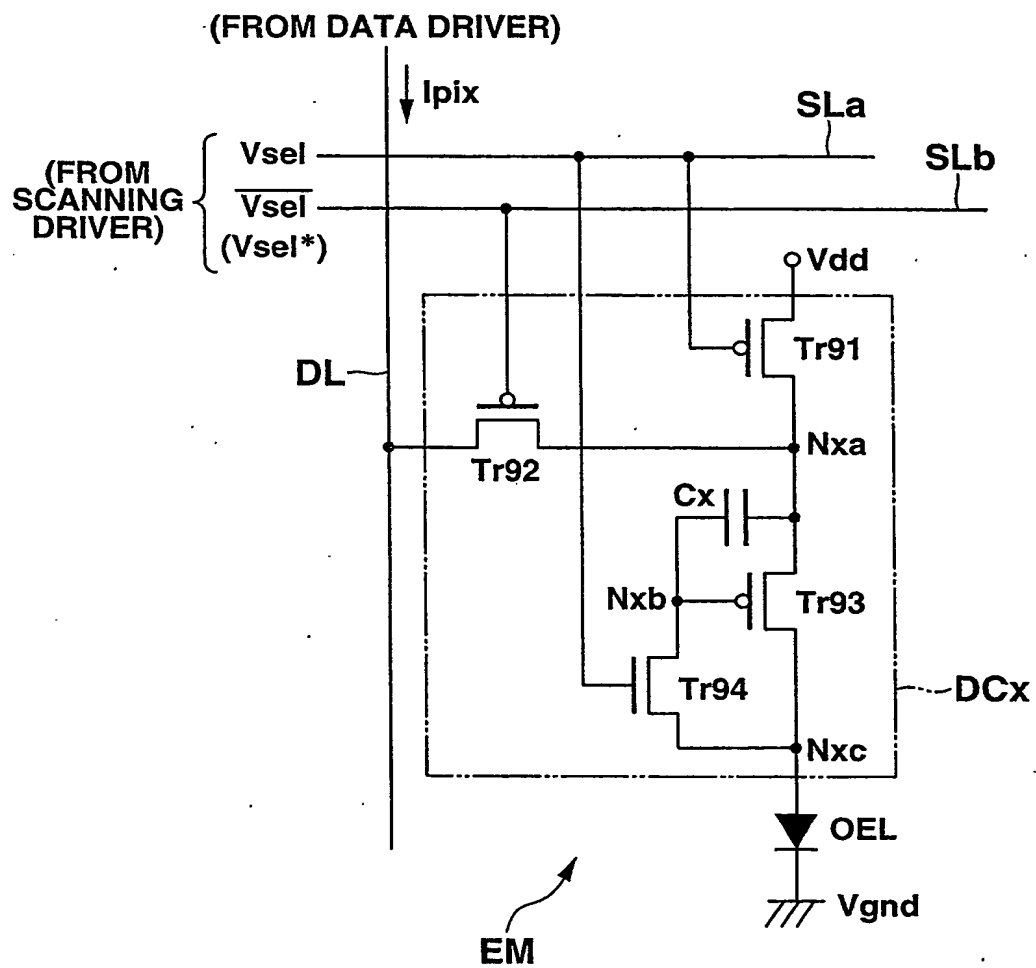 (FROM DATA DRIVER)
Ipix
SLa
Vsel
SLb
(FROM
SCANNING
DRIVER)
V̅s̅e̅l̅
(Vsel*)
Vdd
Tr91
DL
Nxa
Tr92
Cx
Nxb
Tr93
Tr94
DCx
Nxc
OEL
Vgnd
EM